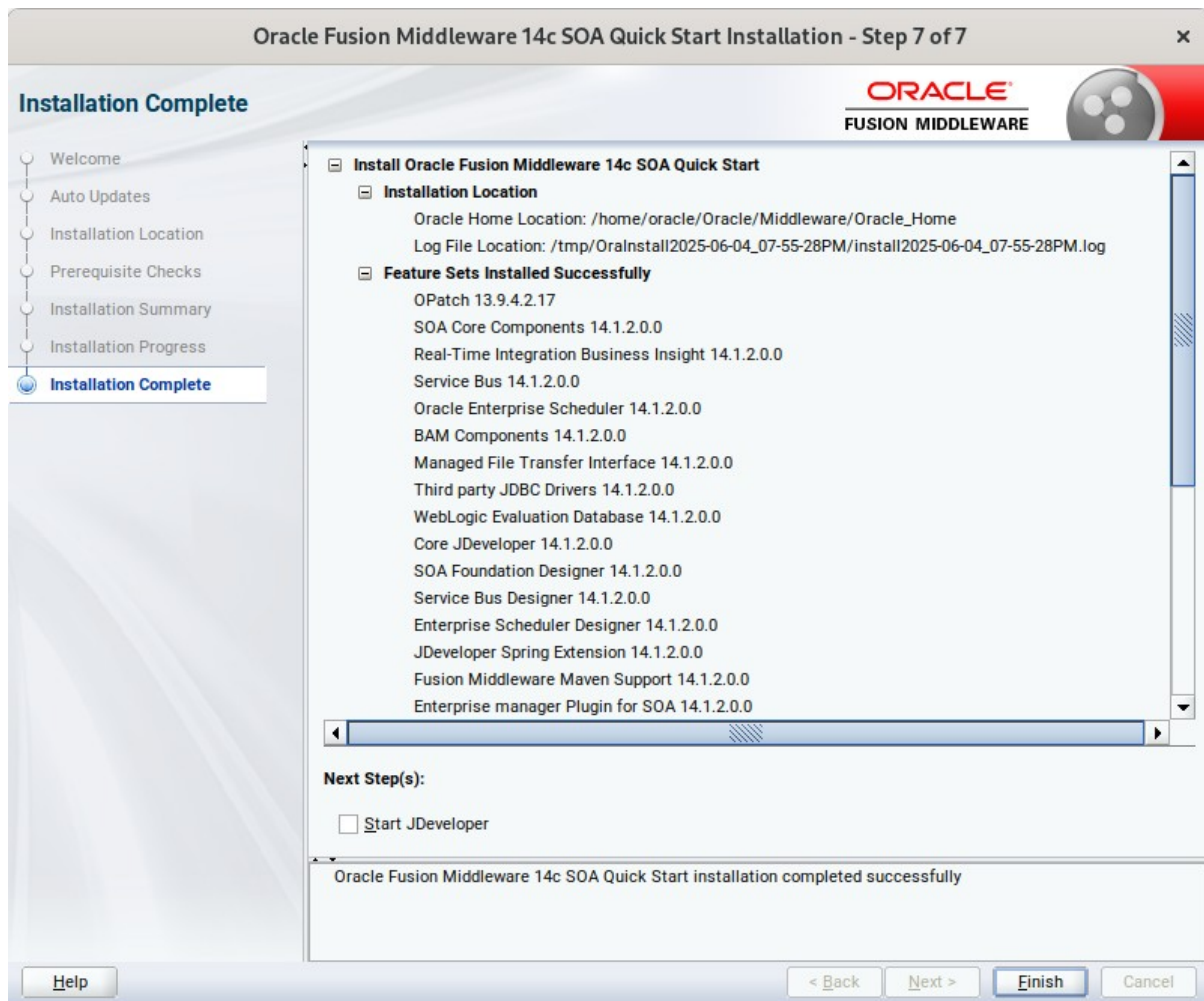 Oracle Fusion Middleware 14c SOA Quick Start Installation - Step 7 of 7
Installation Complete
ORACLE
FUSION MIDDLEWARE
Welcome
Auto Updates
Installation Location
Prerequisite Checks
Installation Summary
Installation Progress
Installation Complete
Install Oracle Fusion Middleware 14c SOA Quick Start
Installation Location
Oracle Home Location: /home/oracle/Oracle/Middleware/Oracle_Home
Log File Location: /tmp/OraInstall2025-06-04_07-55-28PM/install2025-06-04_07-55-28PM.log
Feature Sets Installed Successfully
OPatch 13.9.4.2.17
SOA Core Components 14.1.2.0.0
Real-Time Integration Business Insight 14.1.2.0.0
Service Bus 14.1.2.0.0
Oracle Enterprise Scheduler 14.1.2.0.0
BAM Components 14.1.2.0.0
Managed File Transfer Interface 14.1.2.0.0
Third party JDBC Drivers 14.1.2.0.0
WebLogic Evaluation Database 14.1.2.0.0
Core JDeveloper 14.1.2.0.0
SOA Foundation Designer 14.1.2.0.0
Service Bus Designer 14.1.2.0.0
Enterprise Scheduler Designer 14.1.2.0.0
JDeveloper Spring Extension 14.1.2.0.0
Fusion Middleware Maven Support 14.1.2.0.0
Enterprise manager Plugin for SOA 14.1.2.0.0
Next Step(s):
Start JDeveloper
Oracle Fusion Middleware 14c SOA Quick Start installation completed successfully
Help
< Back
Next >
Finish
Cancel